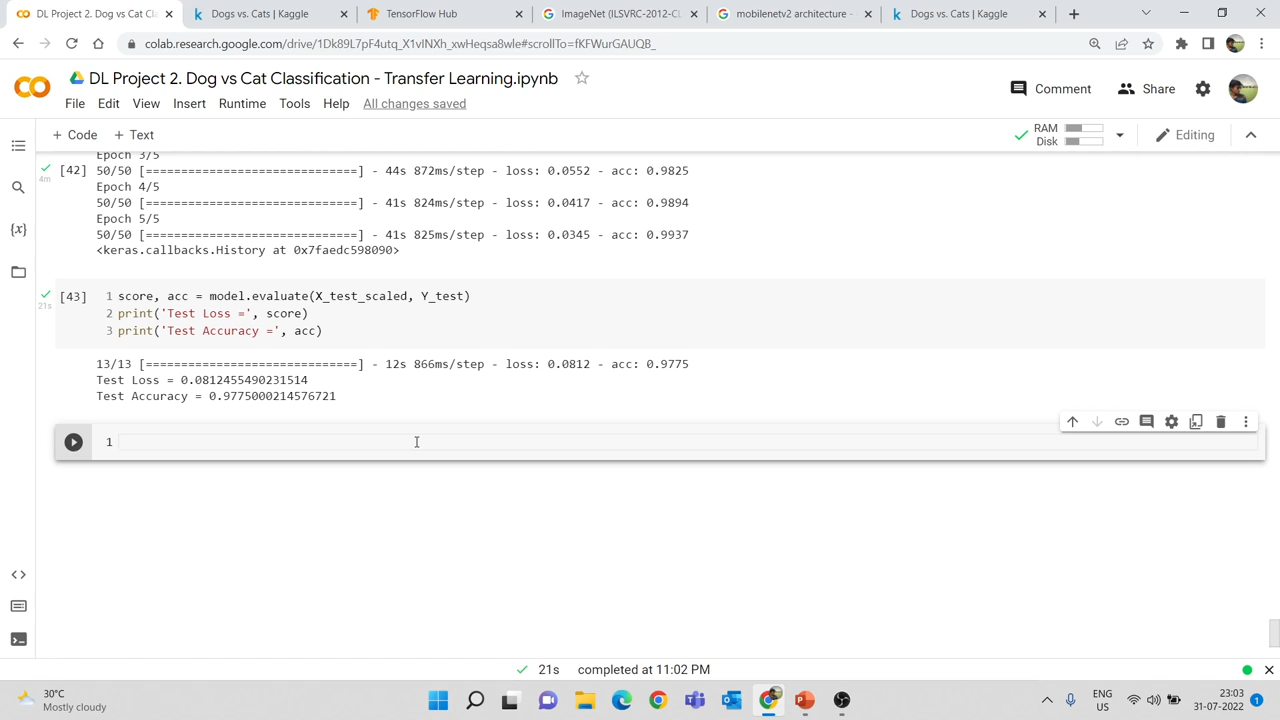 DL Project 2. Dog vs Cat Cl
Dogs vs. Cats | Kaggle
TensorFlow Hub
ImageNet (ILSVRC-2012-CL
mobilenetv2 architecture -
Dogs vs. Cats | Kaggle
colab.research.google.com/drive/1Dk89L7pF4utq_X1vINXh_xwHeqsa8wle#scrollTo=fKFWurGAUQB_
DL Project 2. Dog vs Cat Classification - Transfer Learning.ipynb
Comment
Share
File Edit View Insert Runtime Tools Help All changes saved
+ Code + Text
RAM
Disk
Editing
Epoch 3/5
[42] 50/50 [==============================] - 44s 872ms/step - loss: 0.0552 - acc: 0.9825
4m
Epoch 4/5
50/50 [==============================] - 41s 824ms/step - loss: 0.0417 - acc: 0.9894
Epoch 5/5
50/50 [==============================] - 41s 825ms/step - loss: 0.0345 - acc: 0.9937
<keras.callbacks.History at 0x7faedc598090>
[43] 1 score, acc = model.evaluate(X_test_scaled, Y_test)
21s
2 print('Test Loss =', score)
3 print('Test Accuracy =', acc)
13/13 [==============================] - 12s 866ms/step - loss: 0.0812 - acc: 0.9775
Test Loss = 0.0812455490231514
Test Accuracy = 0.9775000214576721
1
{x}
21s completed at 11:02 PM
30°C
Mostly cloudy
ENG
US
23:03
31-07-2022
1